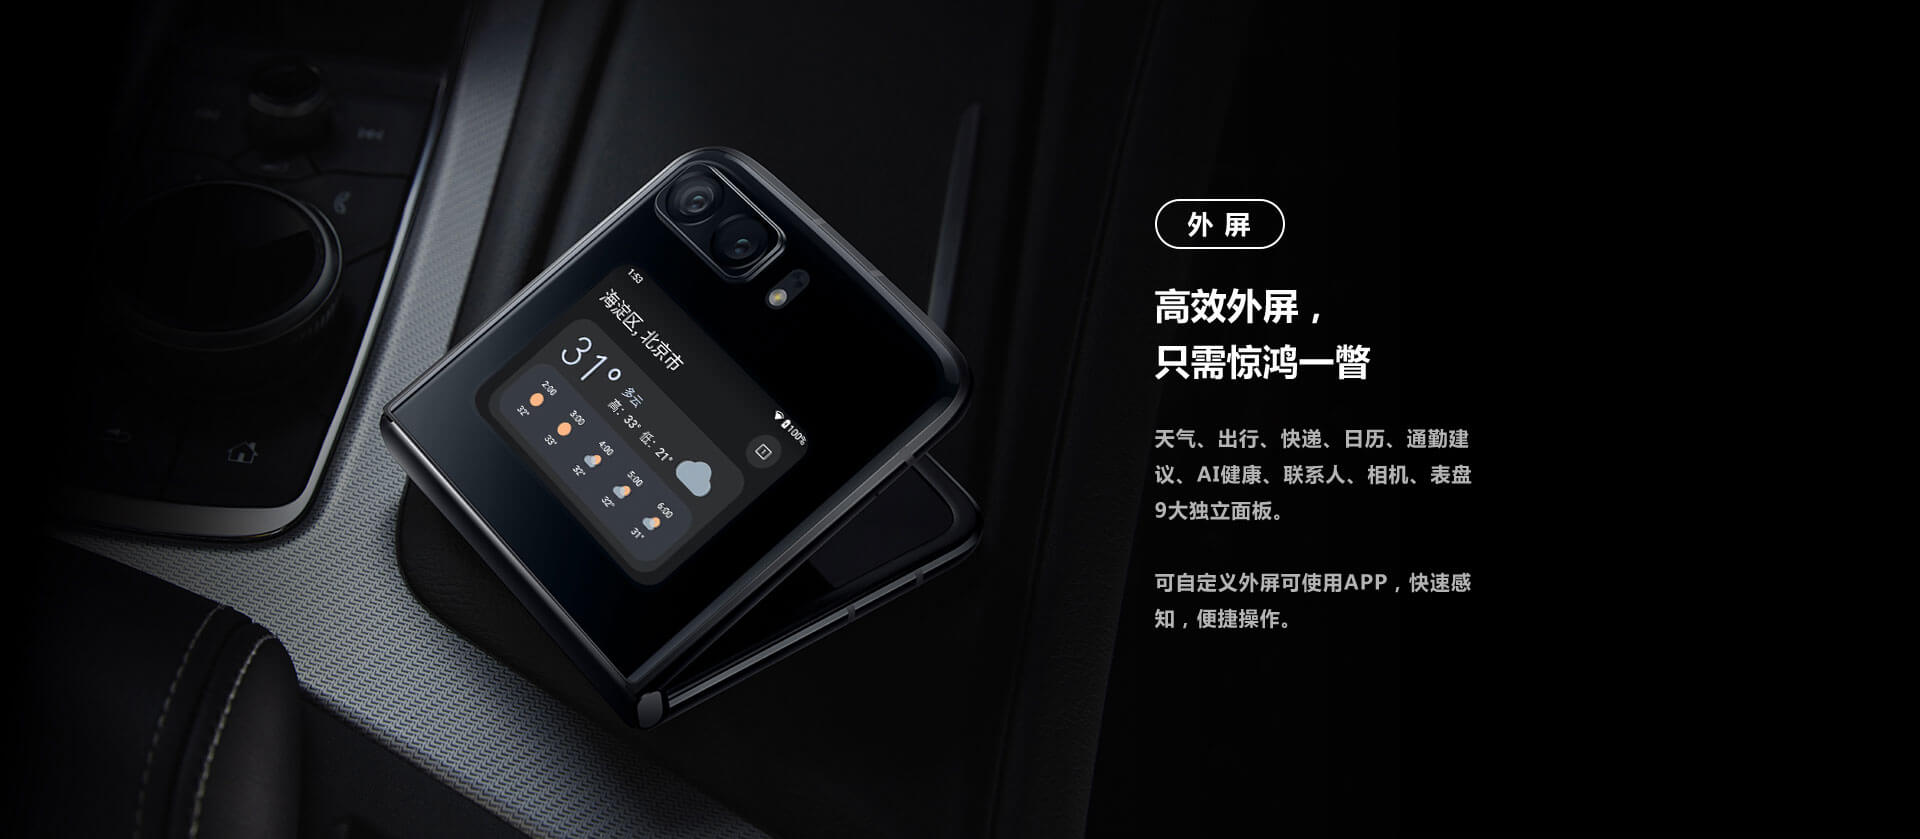 1:53
100%
海淀区, 北京市
31°
多云
高：33° 低：21°
2:00 3:00 4:00 5:00 6:00
32° 33° 32° 32° 31°
外屏
高效外屏，
只需惊鸿一瞥
天气、出行、快递、日历、通勤建
议、AI健康、联系人、相机、表盘
9大独立面板。
可自定义外屏可使用APP，快速感
知，便捷操作。